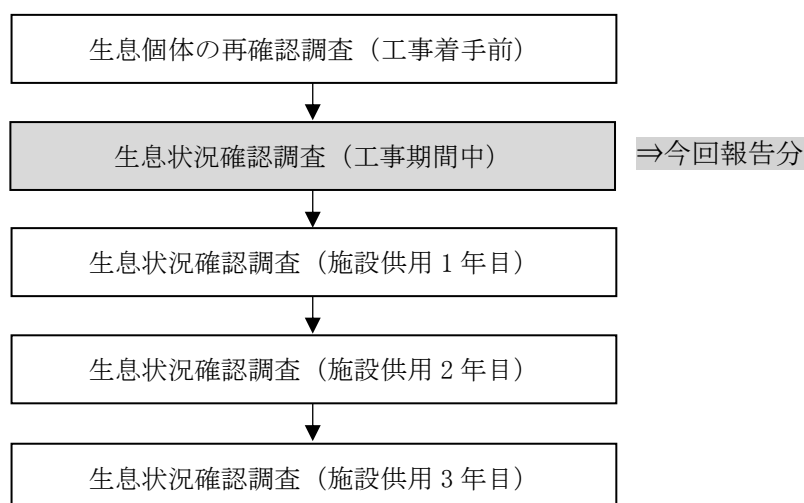 生息個体の再確認調査（工事着手前）
生息状況確認調査（工事期間中）
⇒今回報告分
生息状況確認調査（施設供用 1 年目）
生息状況確認調査（施設供用 2 年目）
生息状況確認調査（施設供用 3 年目）